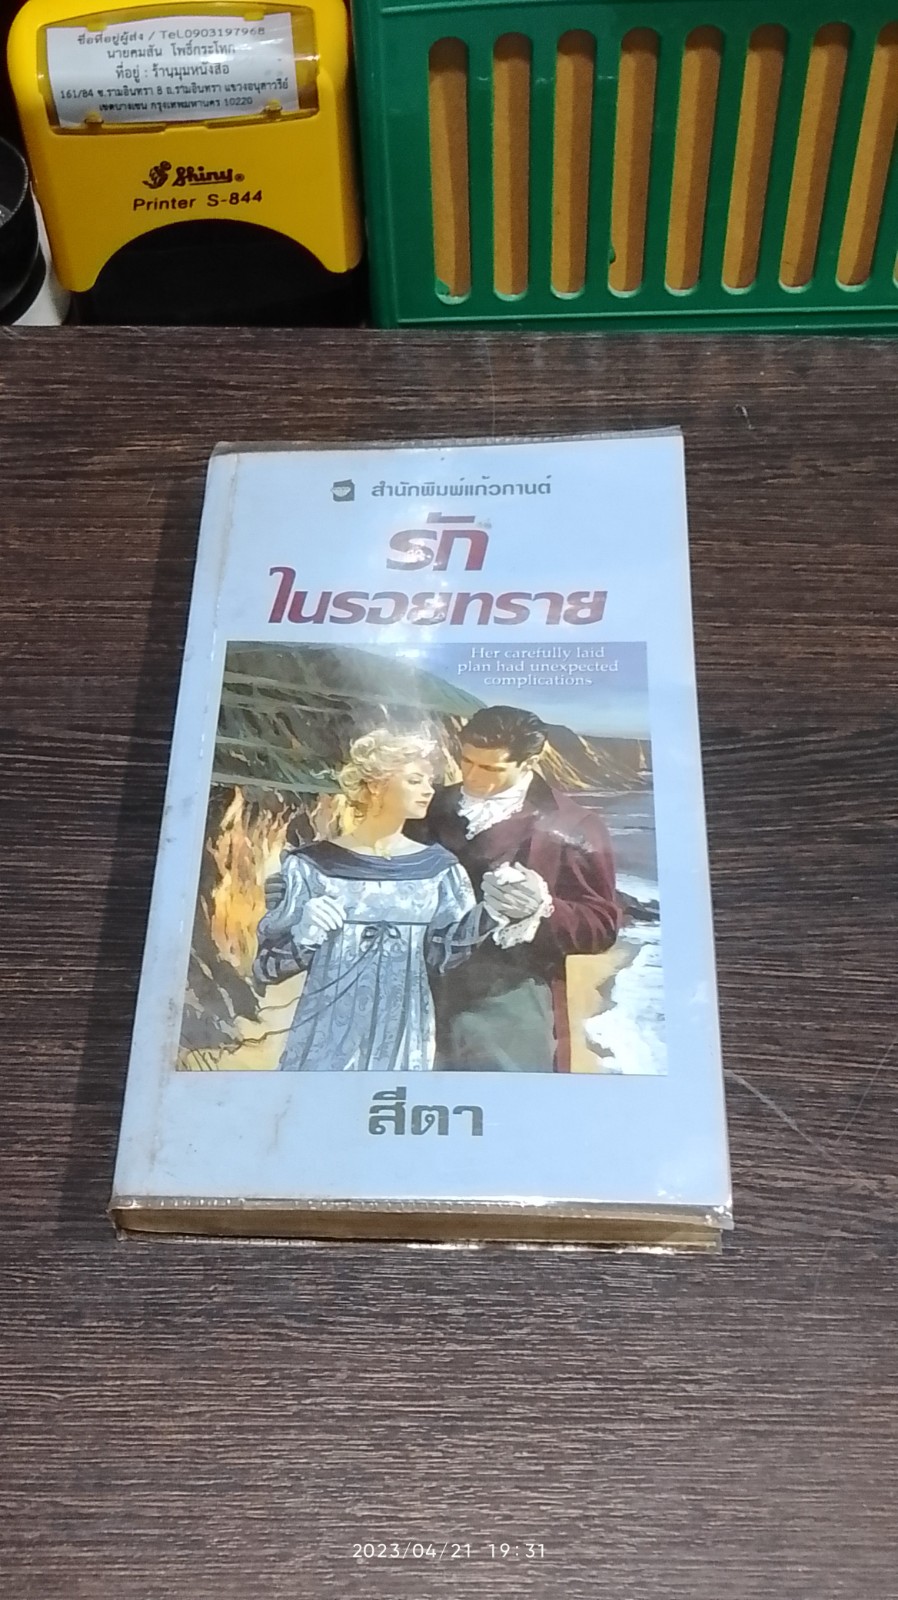 ชื่อที่อยู่ผู้ส่ง / TeL0903197968
นายคมสัน โพธิ์กระโทก
ที่อยู่ : ร้านมุมหนังสือ
161/84 ซ.รามอินทรา 8 ถ.รามอินทรา แขวงอนุสาวรีย์
เขตบางเขน กรุงเทพมหานคร 10220
Shiny®
Printer S-844
สำนักพิมพ์แก้วกานต์
รัก
ในรอยทราย
Her carefully laid
plan had unexpected
complications
สีตา
2023/04/21 19:31